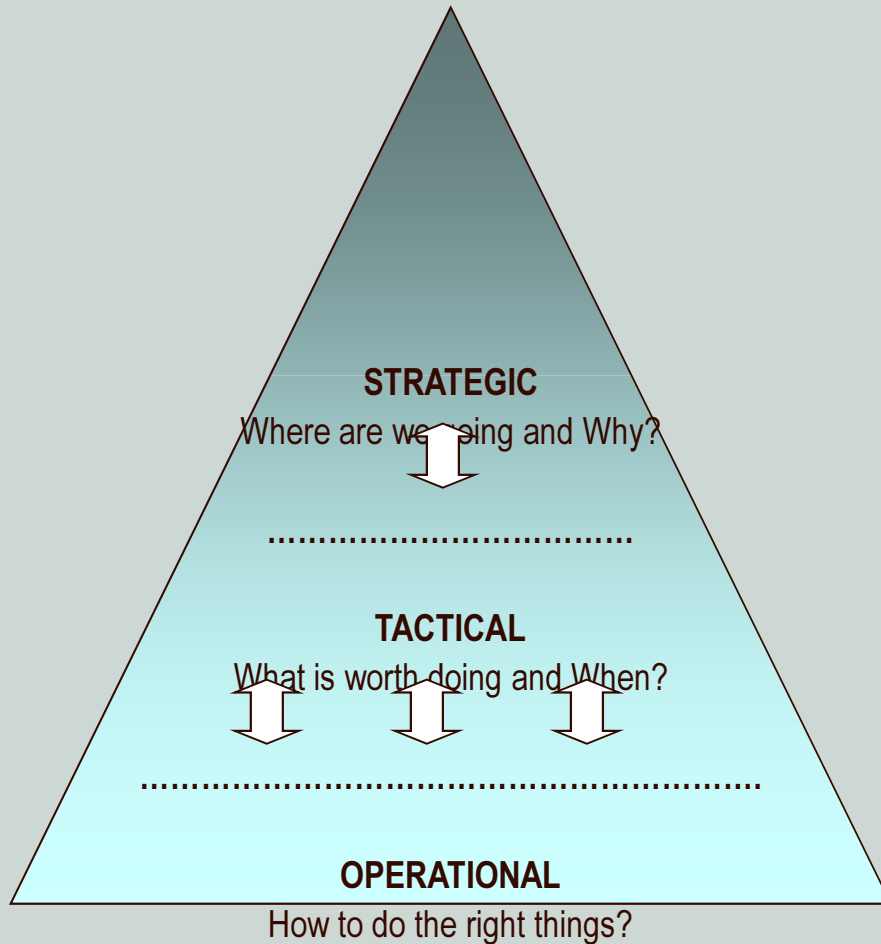 STRATEGIC
Where are we going and Why?
....................................
TACTICAL
What is worth doing and When?
.............................................................
OPERATIONAL
How to do the right things?